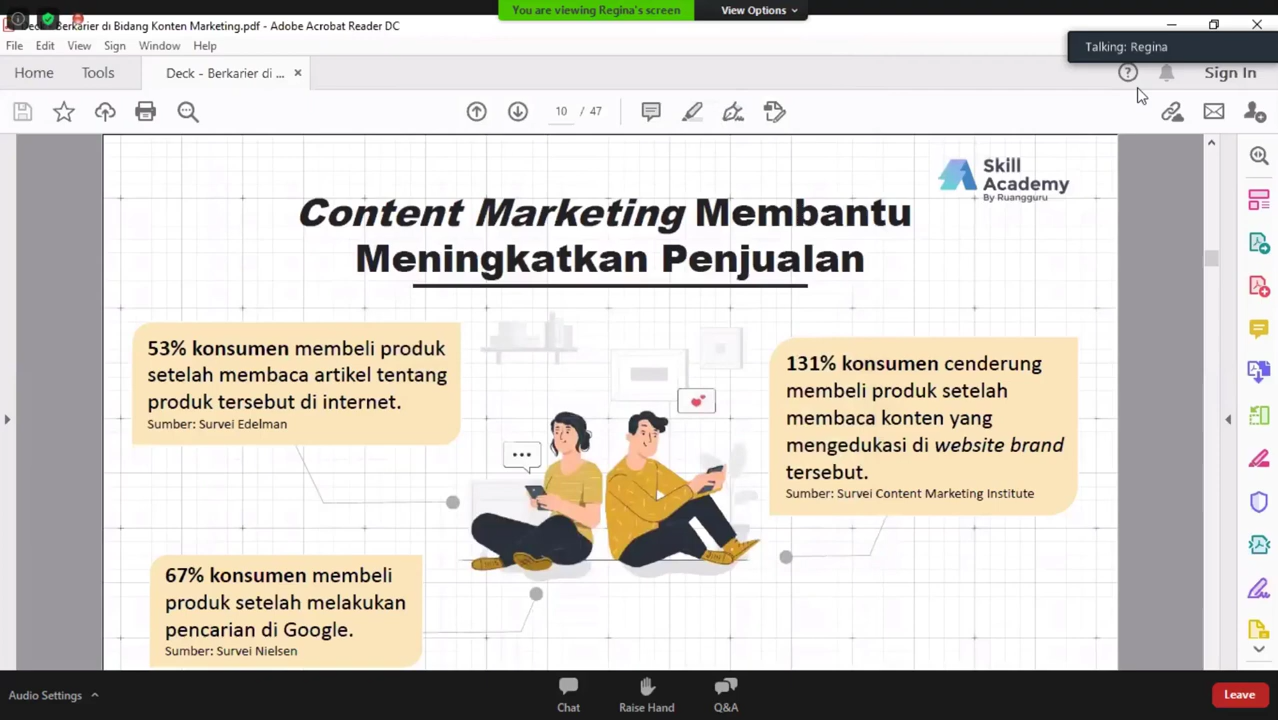 You are viewing Regina's screen
View Options
Berkarier di Bidang Konten Marketing.pdf - Adobe Acrobat Reader DC
File Edit View Sign Window Help
Talking: Regina
Home Tools Deck - Berkarier di ... ×
Sign In
10 / 47
Skill
Academy
By Ruangguru
Content Marketing Membantu
Meningkatkan Penjualan
53% konsumen membeli produk
setelah membaca artikel tentang
produk tersebut di internet.
Sumber: Survei Edelman
131% konsumen cenderung
membeli produk setelah
membaca konten yang
mengedukasi di website brand
tersebut.
Sumber: Survei Content Marketing Institute
67% konsumen membeli
produk setelah melakukan
pencarian di Google.
Sumber: Survei Nielsen
Audio Settings
Chat
Raise Hand
Q&A
Leave